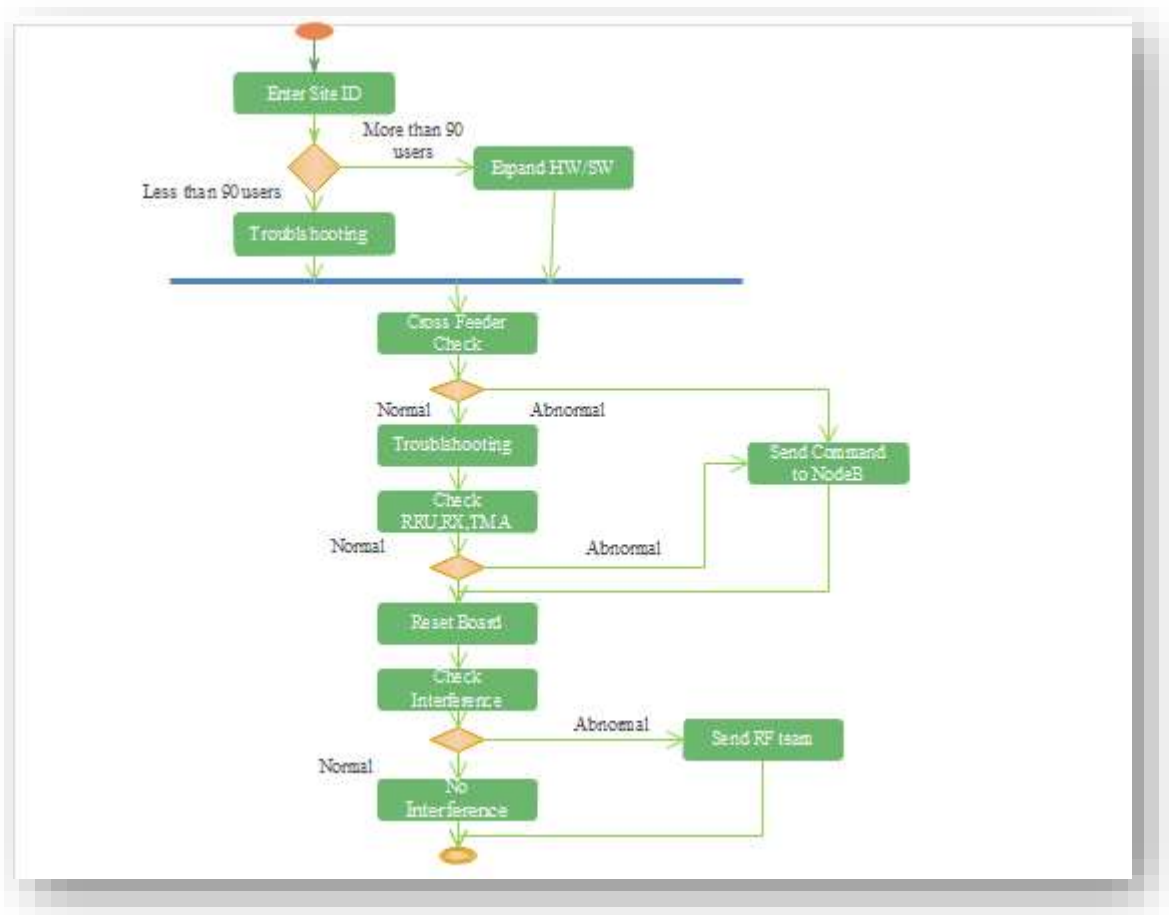 Enter Site ID
More than 90
users
Expand HW/SW
Less than 90 users
Troublshooting
Cross Feeder
Check
Normal
Abnormal
Troublshooting
Send Command
to NodeB
Check
RRU,RX,TMA
Normal
Abnormal
Reset Board
Check
Interference
Abnormal
Send RF team
Normal
No
Interference